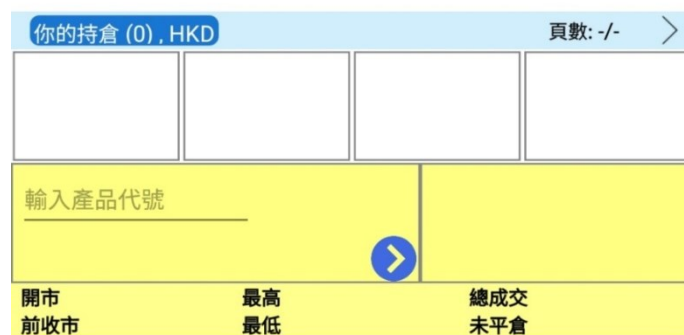 你的持倉 (0) , HKD 頁數: -/-
輸入產品代號
開市 最高 總成交
前收市 最低 未平倉